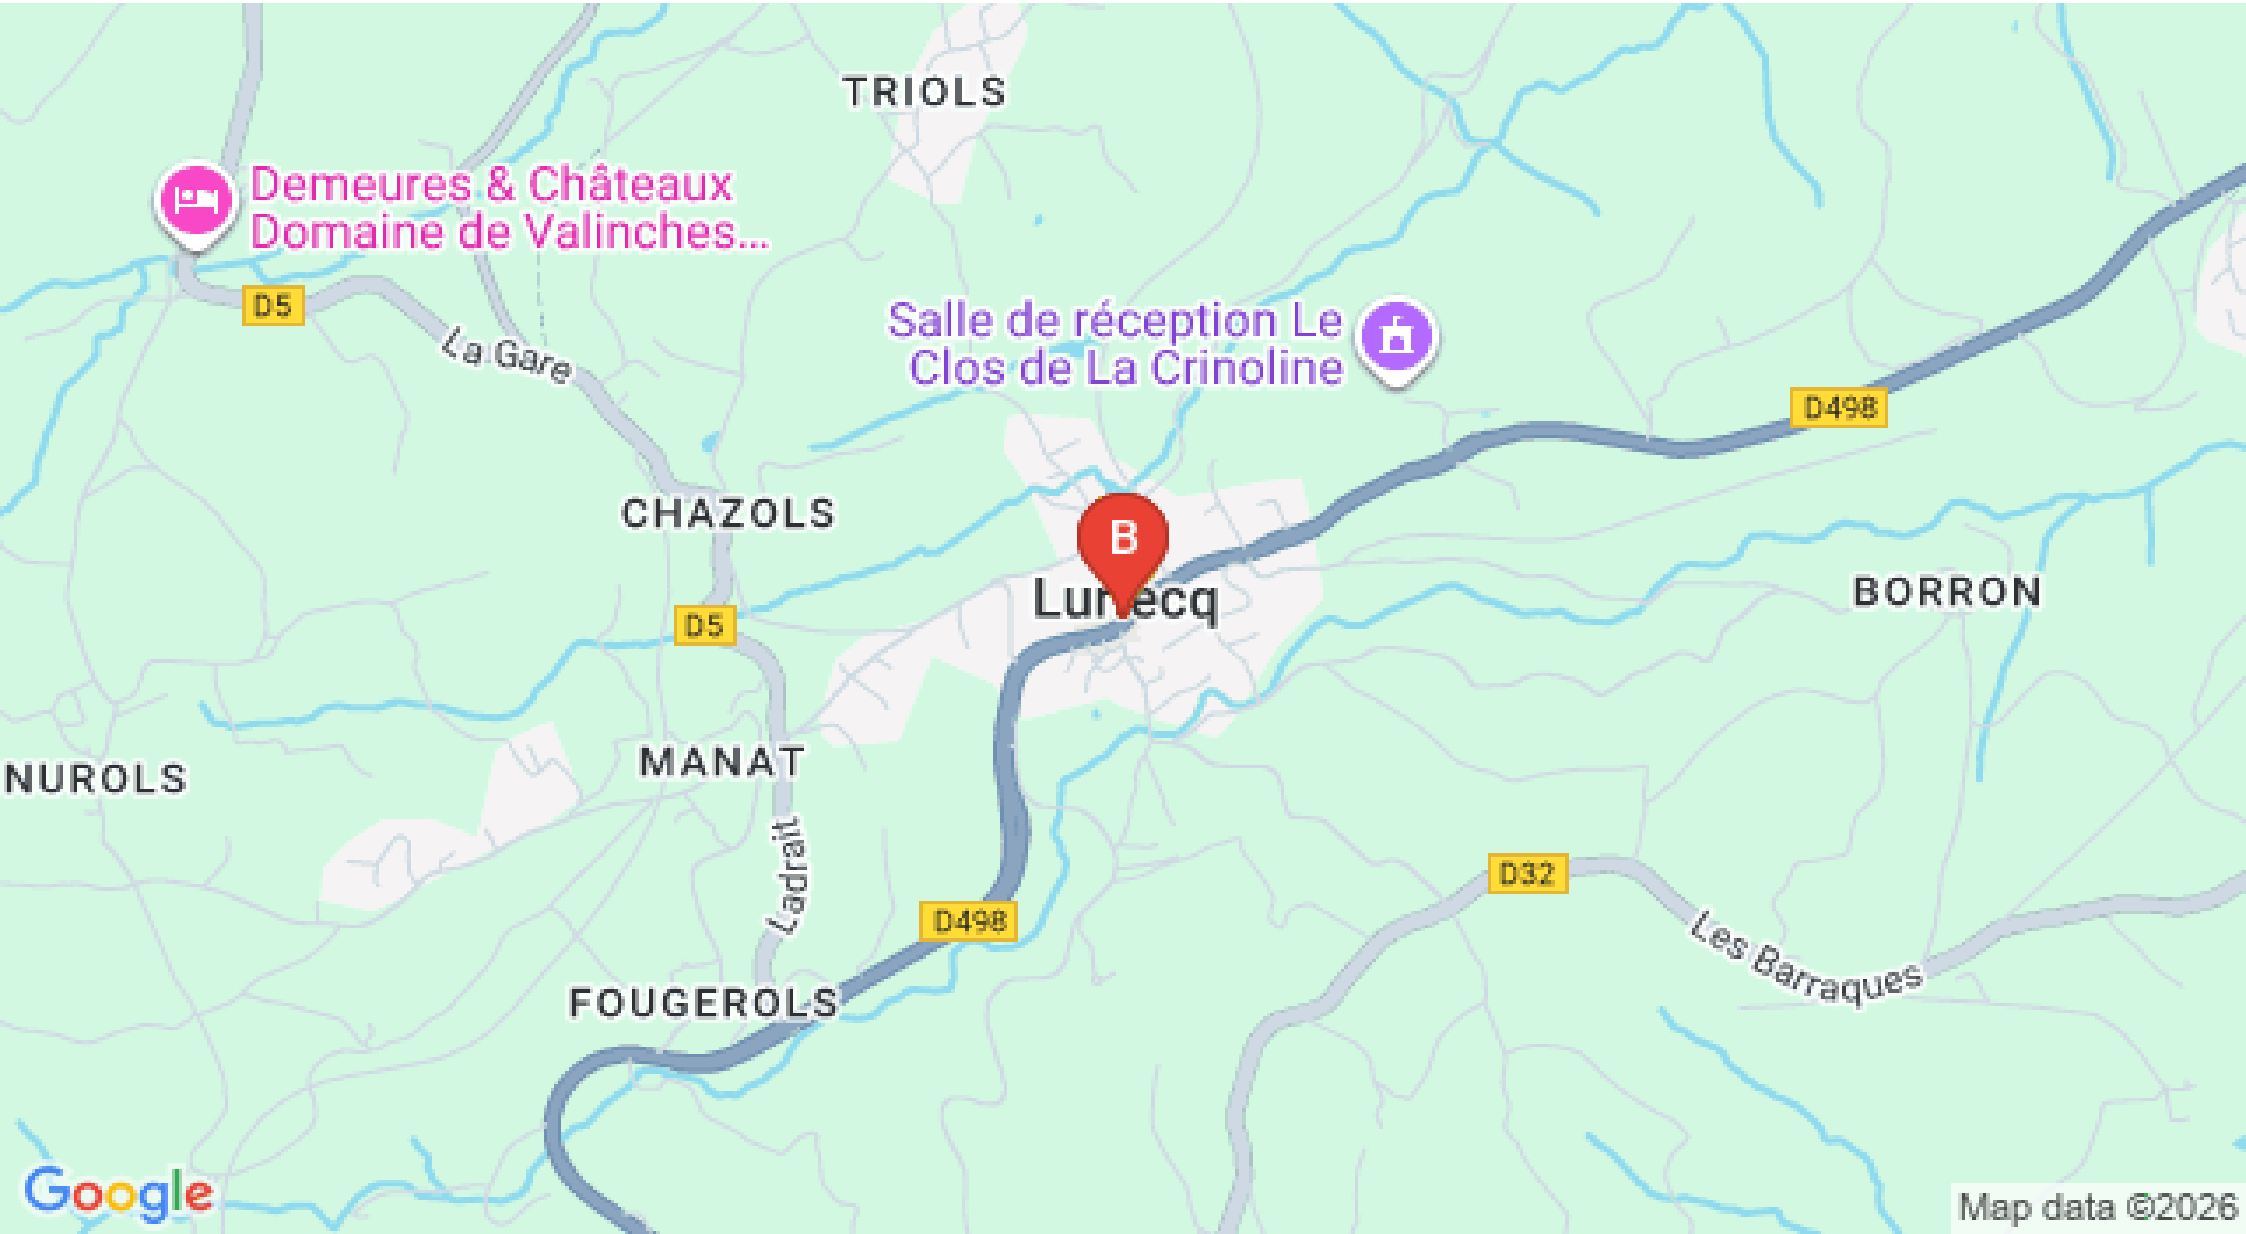 TRIOLS
Demeures & Châteaux
Domaine de Valinches...
D5
La Gare
Salle de réception Le
Clos de La Crinoline
D498
CHAZOLS
B
D5
BORRON
MANAT
NUROLS
Ladrait
D32
D498
Les Barraques
FOUGEROLS
Google
Map data ©2026